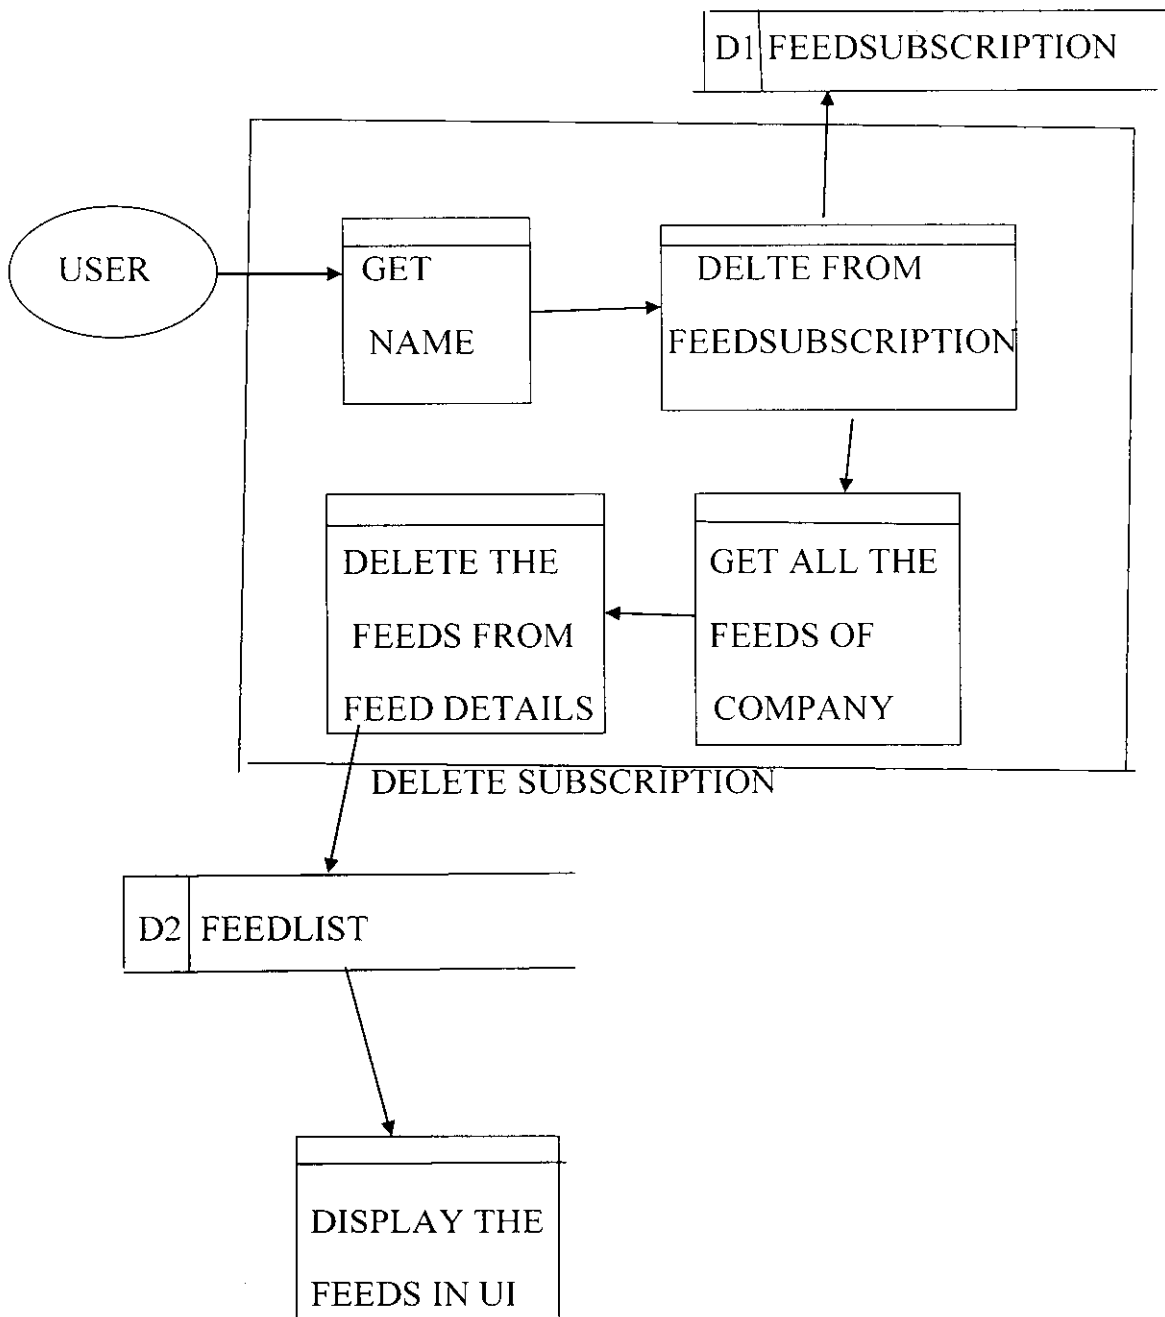 D1 FEEDSUBSCRIPTION
USER
GET
NAME
DELTE FROM
FEEDSUBSCRIPTION
DELETE THE
FEEDS FROM
FEED DETAILS
GET ALL THE
FEEDS OF
COMPANY
DELETE SUBSCRIPTION
D2 FEEDLIST
DISPLAY THE
FEEDS IN UI